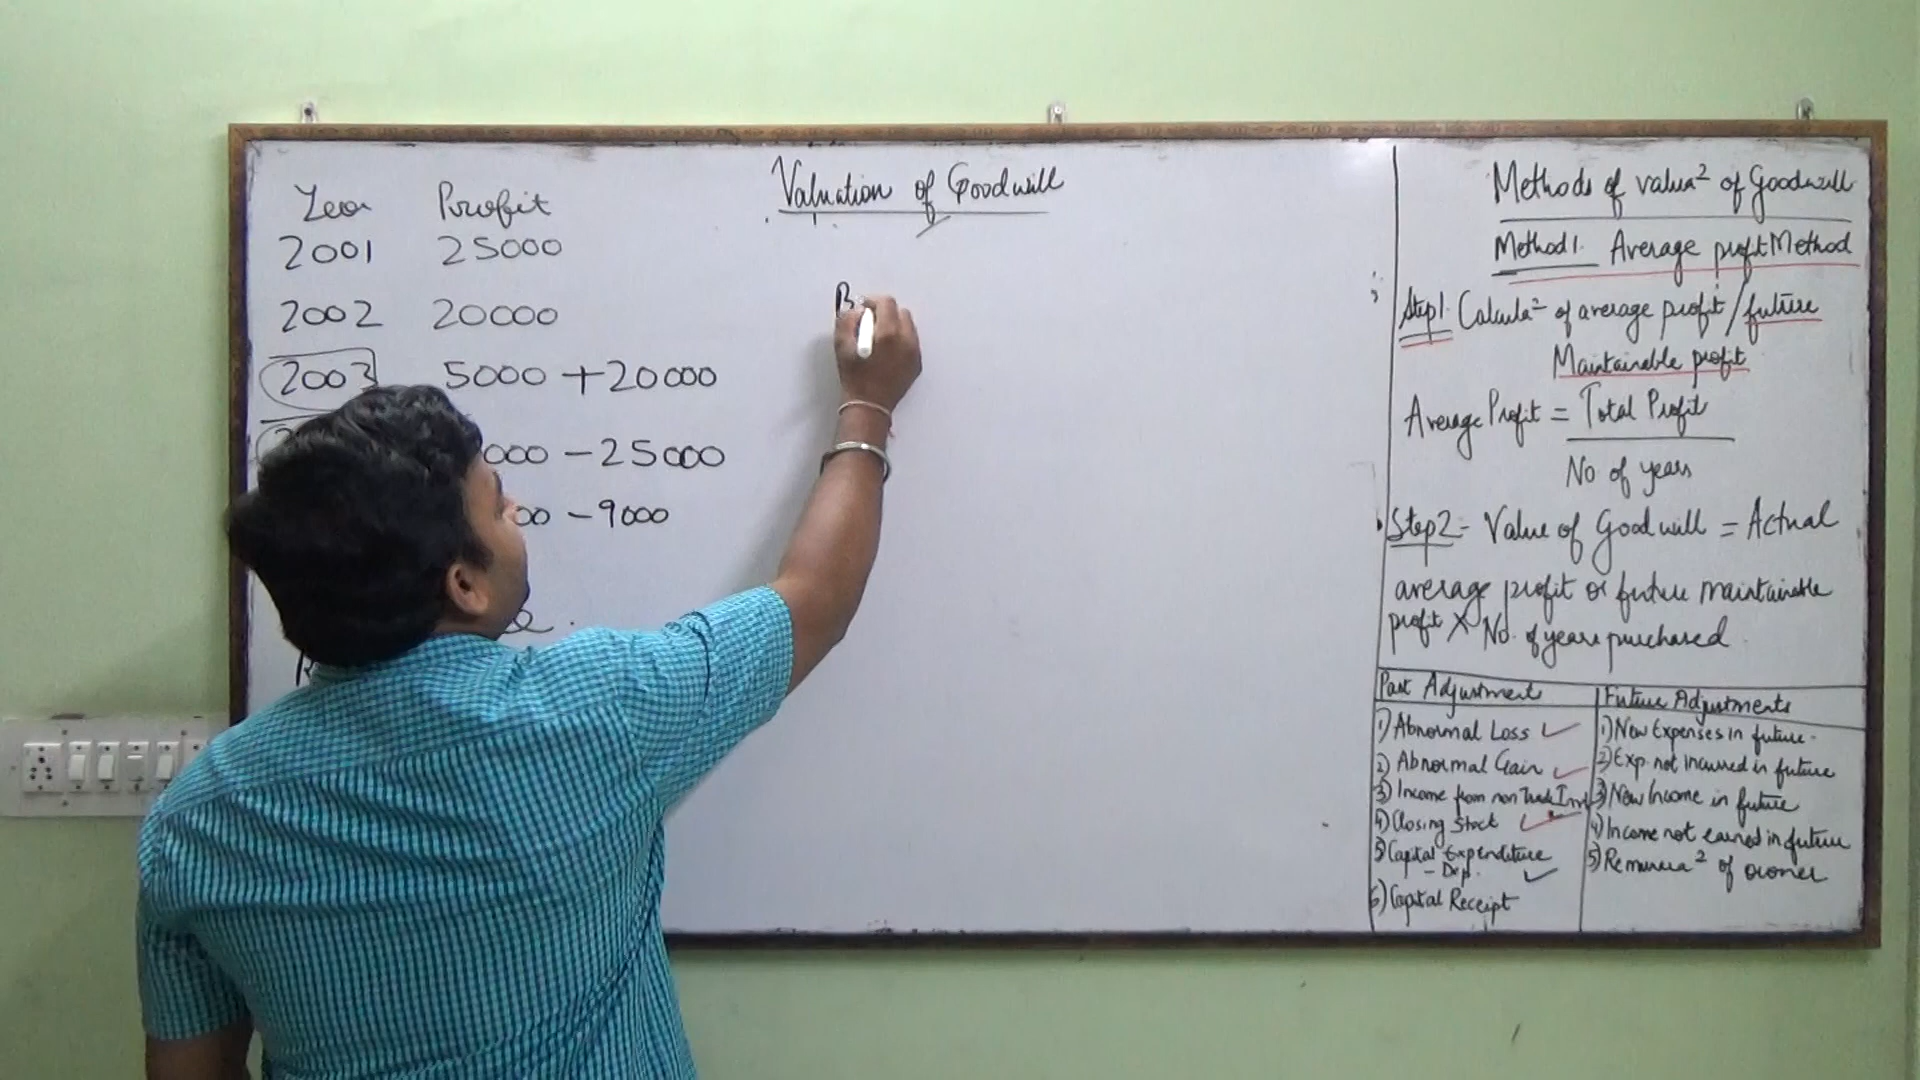 Valuation of Goodwill
Year Profit
2001 25000
2002 20000
2003 5000 + 20000
000 - 25000
00 - 9000
B
Methods of valua² of Goodwill
Method 1. Average profit Method
Step 1. Calcula² of average profit / future
Maintainable profit
Average Profit = Total Profit
No of years
Step 2 - Value of Goodwill = Actual
average profit or future maintainable
profit X No. of years purchased
Past Adjustment
1) Abnormal Loss ✓
2) Abnormal Gain ✓
3) Income from non Trade Inv
4) Closing Stock ✓
5) Capital Expenditure
- Dep. ✓
6) Capital Receipt
Future Adjustments
1) New Expenses in future.
2) Exp. not incurred in future
3) New Income in future
4) Income not earned in future
5) Remunera² of owner